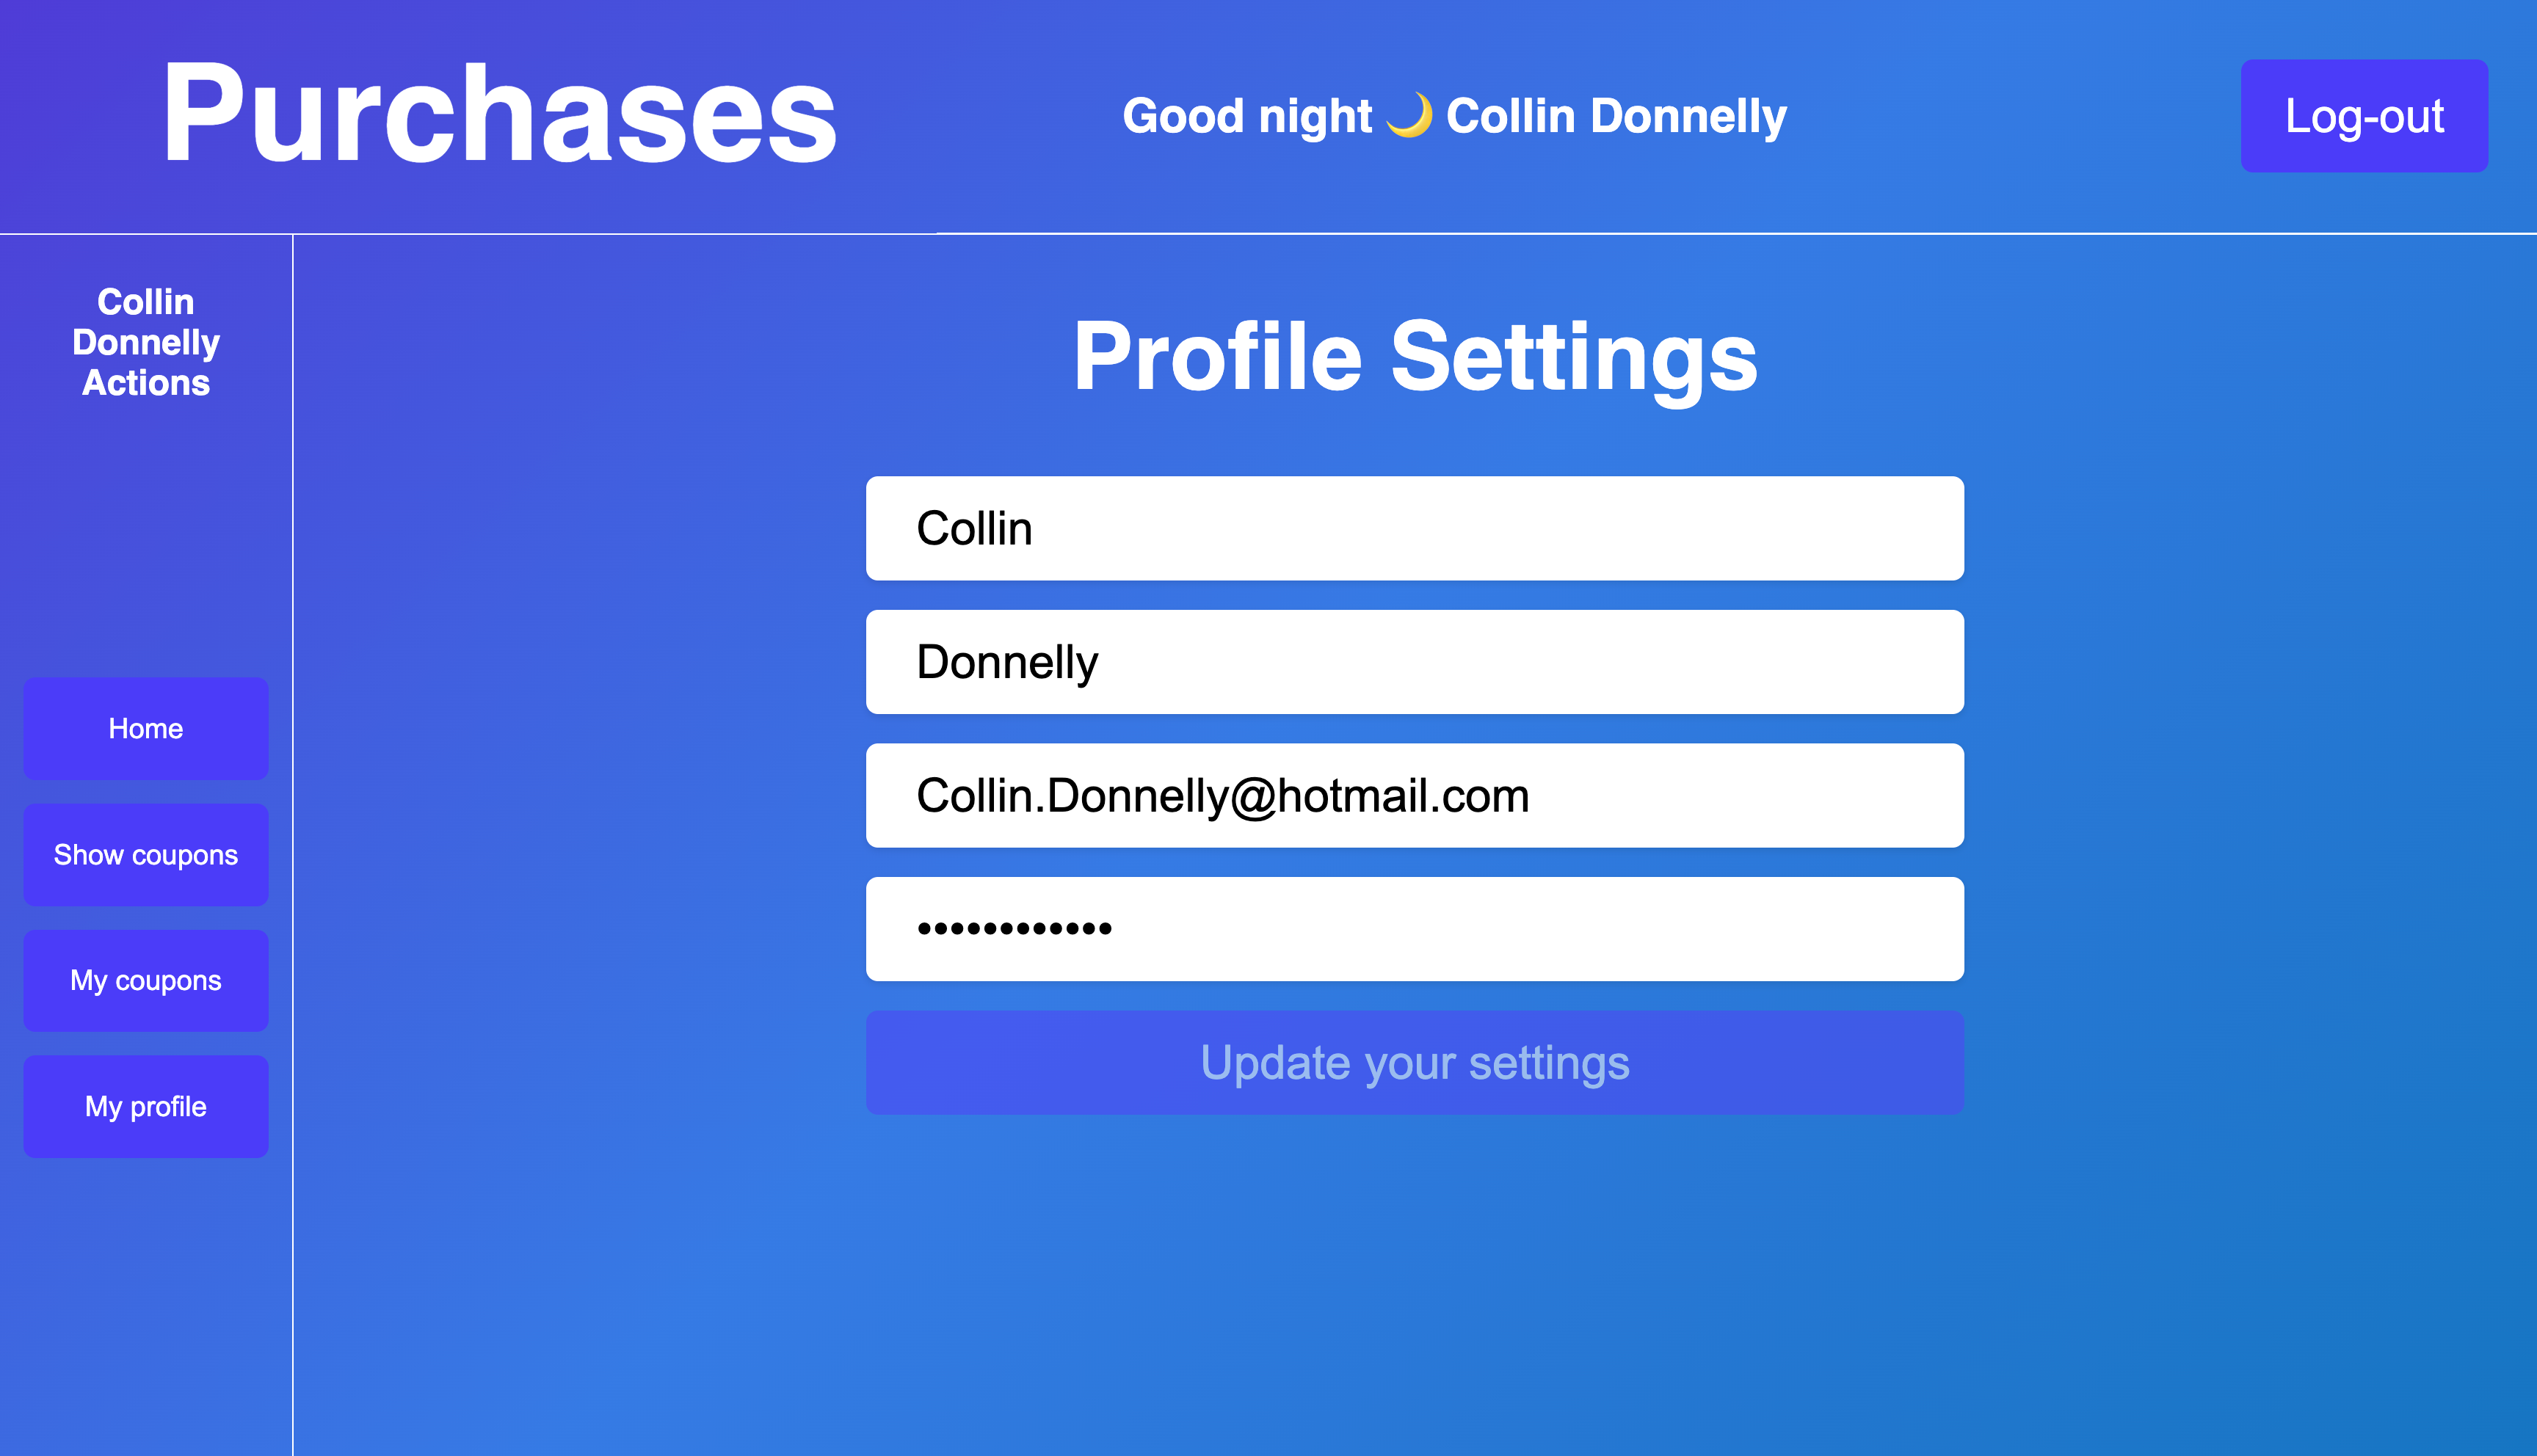 Purchases
Good night 🌙 Collin Donnelly
Log-out
Collin
Donnelly
Actions
Home
Show coupons
My coupons
My profile
Profile Settings
Collin
Donnelly
Collin.Donnelly@hotmail.com
••••••••••••
Update your settings